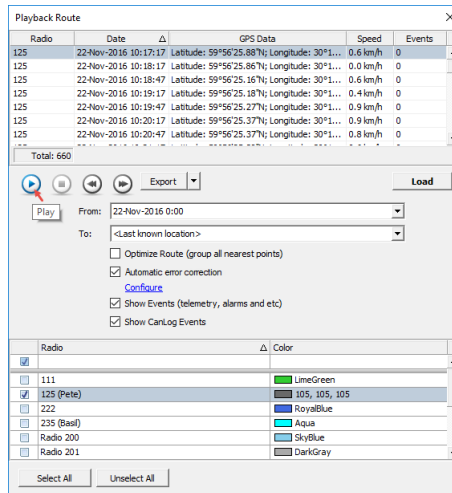 Playback Route
Radio Date GPS Data Speed Events
125 22-Nov-2016 10:17:17 Latitude: 59°56'25.88"N; Longitude: 30°1... 0.6 km/h 0
125 22-Nov-2016 10:18:17 Latitude: 59°56'25.86"N; Longitude: 30°1... 0.0 km/h 0
125 22-Nov-2016 10:18:47 Latitude: 59°56'25.16"N; Longitude: 30°1... 0.6 km/h 0
125 22-Nov-2016 10:19:17 Latitude: 59°56'25.18"N; Longitude: 30°1... 0.4 km/h 0
125 22-Nov-2016 10:19:47 Latitude: 59°56'25.27"N; Longitude: 30°1... 0.9 km/h 0
125 22-Nov-2016 10:20:17 Latitude: 59°56'25.37"N; Longitude: 30°1... 0.9 km/h 0
125 22-Nov-2016 10:20:47 Latitude: 59°56'25.37"N; Longitude: 30°1... 0.8 km/h 0
Total: 660
Export
Load
Play
From: 22-Nov-2016 0:00
To: <Last known location>
Optimize Route (group all nearest points)
Automatic error correction
Configure
Show Events (telemetry, alarms and etc)
Show CanLog Events
Radio Color
111 LimeGreen
125 (Pete) 105, 105, 105
222 RoyalBlue
235 (Basil) Aqua
Radio 200 SkyBlue
Radio 201 DarkGray
Select All Unselect All